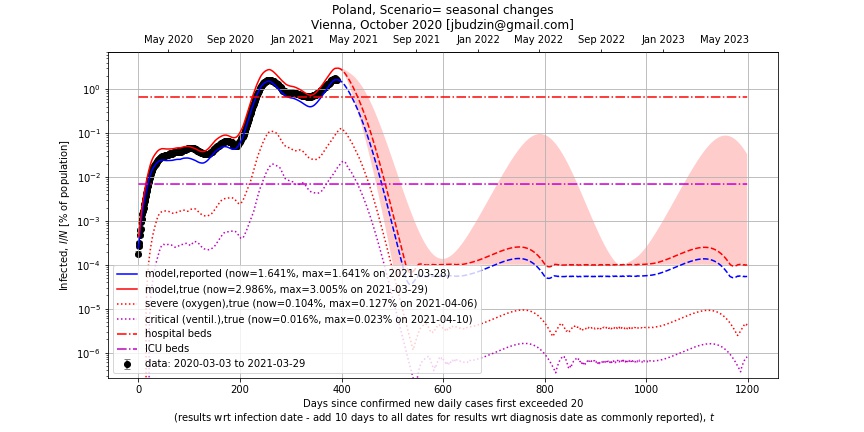 Poland, Scenario= seasonal changes
Vienna, October 2020 [jbudzin@gmail.com]
May 2020 Sep 2020 Jan 2021 May 2021 Sep 2021 Jan 2022 May 2022 Sep 2022 Jan 2023 May 2023
Infected, I/N [% of population]
10⁰
10⁻¹
10⁻²
10⁻³
10⁻⁴
10⁻⁵
10⁻⁶
model,reported (now=1.641%, max=1.641% on 2021-03-28)
model,true (now=2.986%, max=3.005% on 2021-03-29)
severe (oxygen),true (now=0.104%, max=0.127% on 2021-04-06)
critical (ventil.),true (now=0.016%, max=0.023% on 2021-04-10)
hospital beds
ICU beds
data: 2020-03-03 to 2021-03-29
0 200 400 600 800 1000 1200
Days since confirmed new daily cases first exceeded 20
(results wrt infection date - add 10 days to all dates for results wrt diagnosis date as commonly reported), t